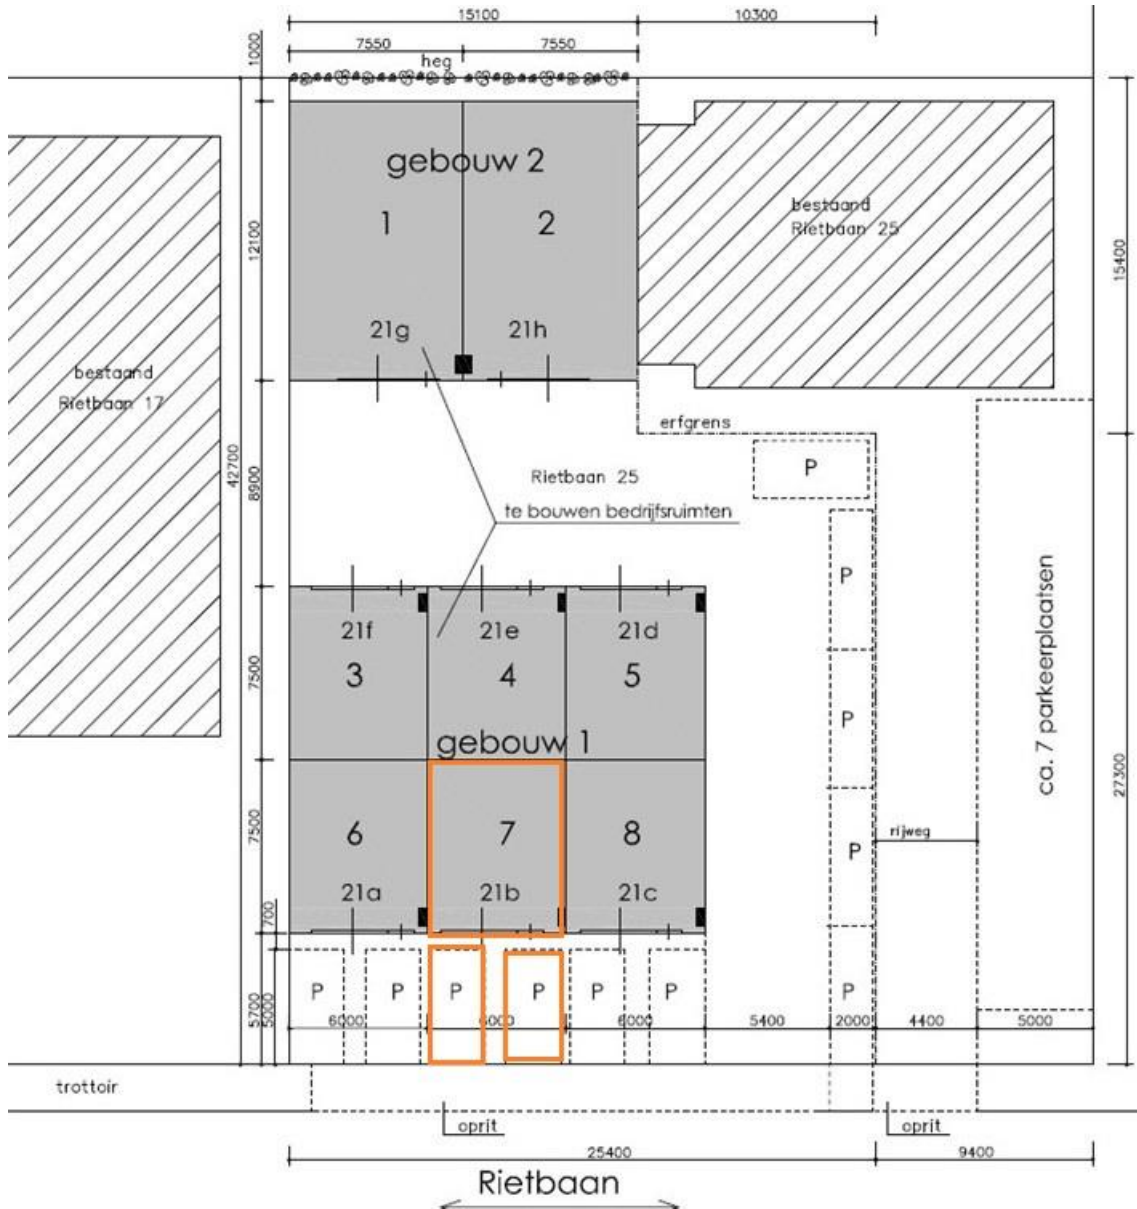 15100
10300
7550
7550
heg
1000
gebouw 2
1
2
bestaand
Rietbaan 25
12100
15400
21g
21h
bestaand
Rietbaan 17
erfgrens
42700
8900
Rietbaan 25
P
te bouwen bedrijfsruimten
P
21f
21e
21d
3
4
5
7500
P
ca. 7 parkeerplaatsen
gebouw 1
27300
6
7
8
7500
rijweg
P
21a
21b
21c
700
P
P
P
P
P
P
P
5700
5000
6000
6000
6000
5400
2000
4400
5000
trottoir
oprit
oprit
25400
9400
Rietbaan